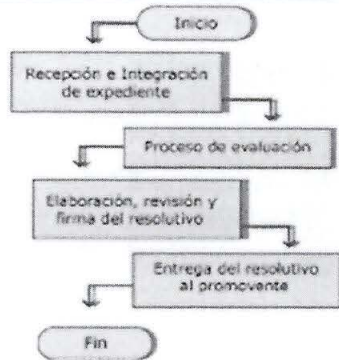 Inicio
Recepción e Integración
de expediente
Proceso de evaluación
Elaboración, revisión y
firma del resolutivo
Entrega del resolutivo
al promovente
Fin